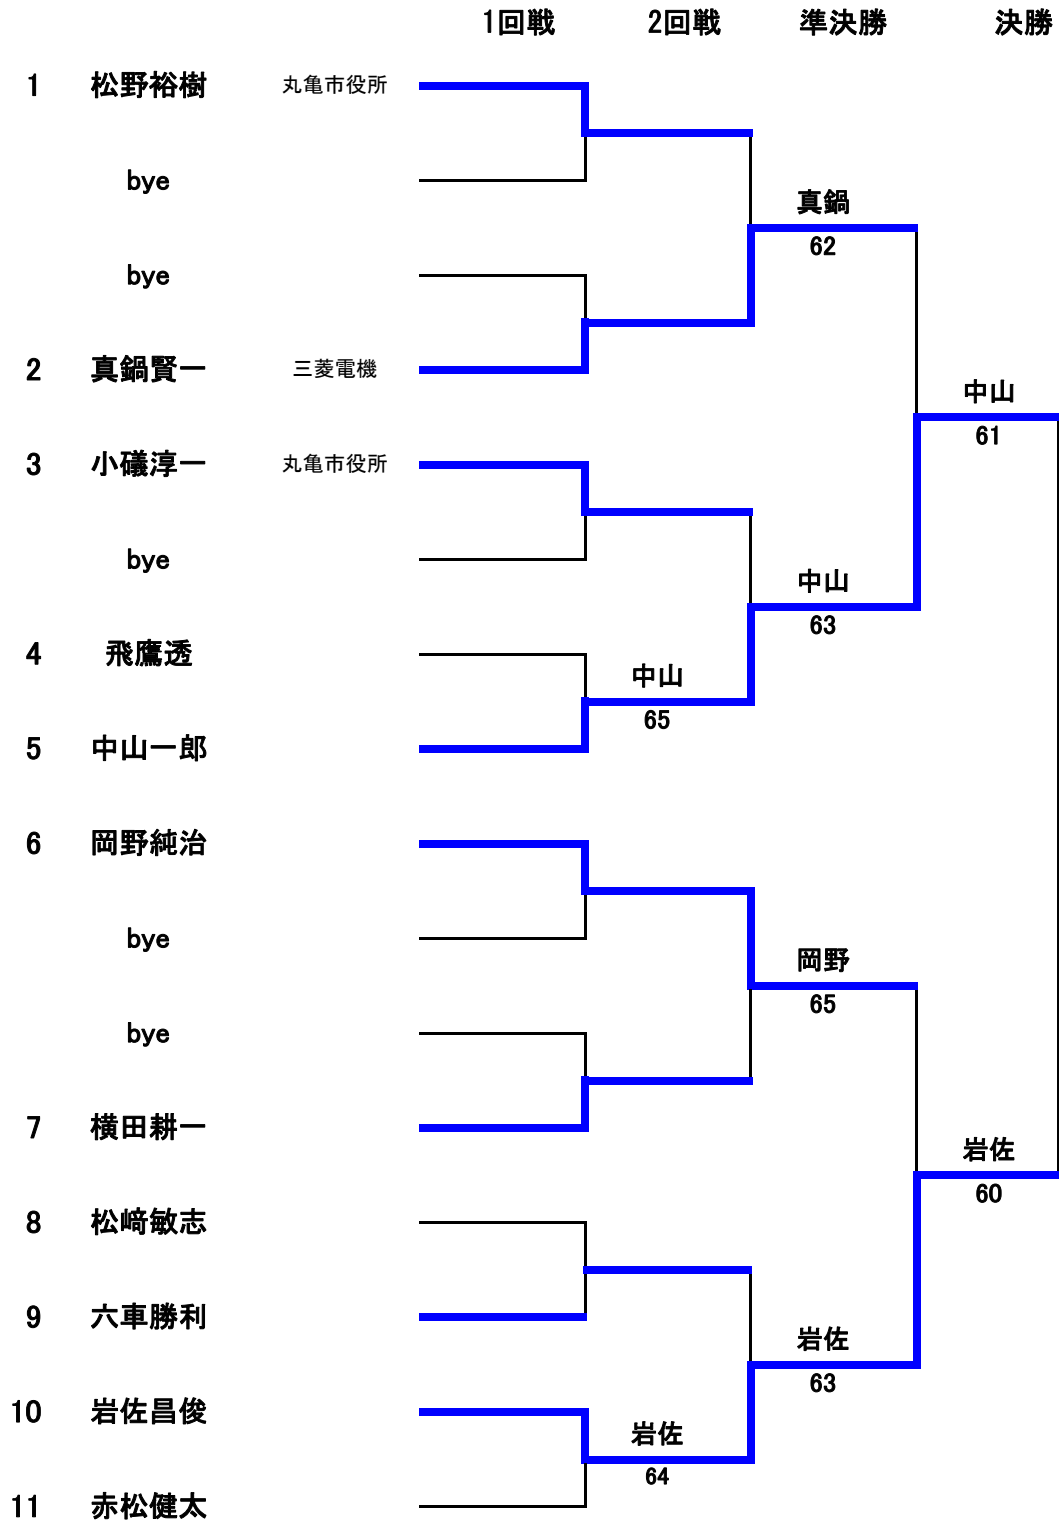 1回戦 2回戦 準決勝 決勝
1 松野裕樹 丸亀市役所
bye
真鍋
62
bye
2 真鍋賢一 三菱電機
中山
61
3 小礒淳一 丸亀市役所
bye
中山
63
4 飛鷹透
中山
65
5 中山一郎
6 岡野純治
bye
岡野
65
bye
7 横田耕一
岩佐
60
8 松﨑敏志
9 六車勝利
岩佐
63
10 岩佐昌俊
岩佐
64
11 赤松健太